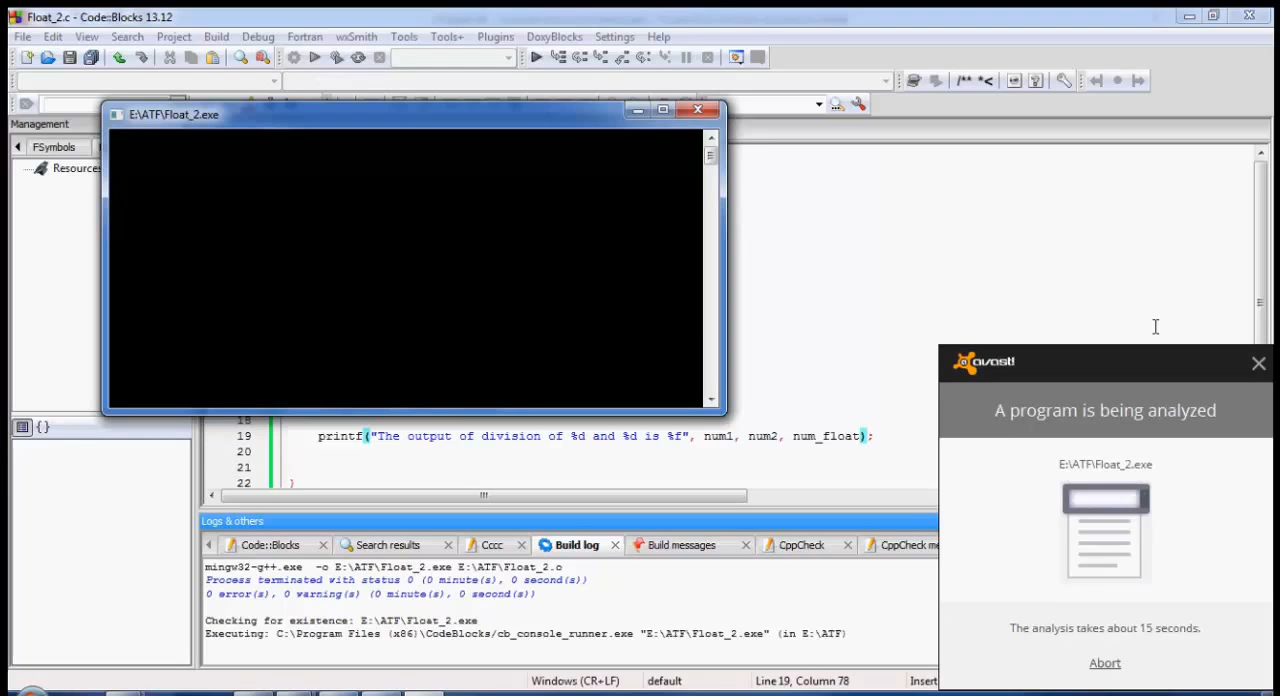 Float_2.c - Code::Blocks 13.12
File Edit View Search Project Build Debug Fortran wxSmith Tools Tools+ Plugins DoxyBlocks Settings Help
/** *<
Management
E:\ATF\Float_2.exe
FSymbols
Resources
avast!
A program is being analyzed
E:\ATF\Float_2.exe
The analysis takes about 15 seconds.
Abort
{}
18
19 printf("The output of division of %d and %d is %f", num1, num2, num_float);
20
21
22 }
Logs & others
Code::Blocks Search results Cccc Build log Build messages CppCheck CppCheck me
mingw32-g++.exe -o E:\ATF\Float_2.exe E:\ATF\Float_2.o
Process terminated with status 0 (0 minute(s), 0 second(s))
0 error(s), 0 warning(s) (0 minute(s), 0 second(s))
Checking for existence: E:\ATF\Float_2.exe
Executing: C:\Program Files (x86)\CodeBlocks/cb_console_runner.exe "E:\ATF\Float_2.exe" (in E:\ATF)
Windows (CR+LF) default Line 19, Column 78 Insert